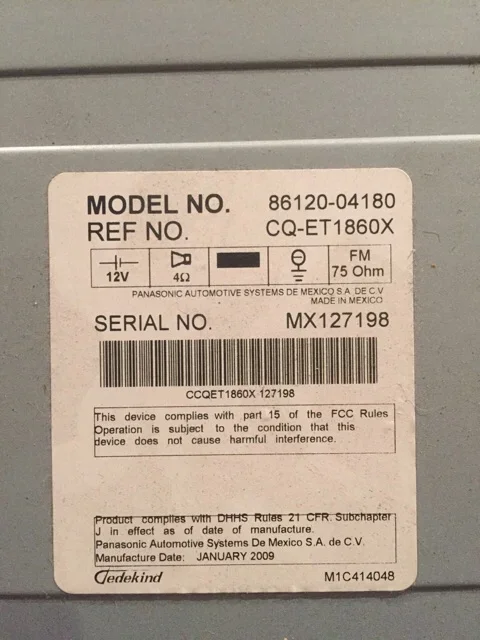 MODEL NO. 86120-04180
REF NO. CQ-ET1860X
12V 4Ω FM 75 Ohm
PANASONIC AUTOMOTIVE SYSTEMS DE MEXICO S.A. DE C.V
MADE IN MEXICO
SERIAL NO. MX127198
CCQET1860X 127198
This device complies with part 15 of the FCC Rules
Operation is subject to the condition that this
device does not cause harmful interference.
Product complies with DHHS Rules 21 CFR. Subchapter
J in effect as of date of manufacture.
Panasonic Automotive Systems De Mexico S.A. de C.V.
Manufacture Date: JANUARY 2009
Gedekind M1C414048